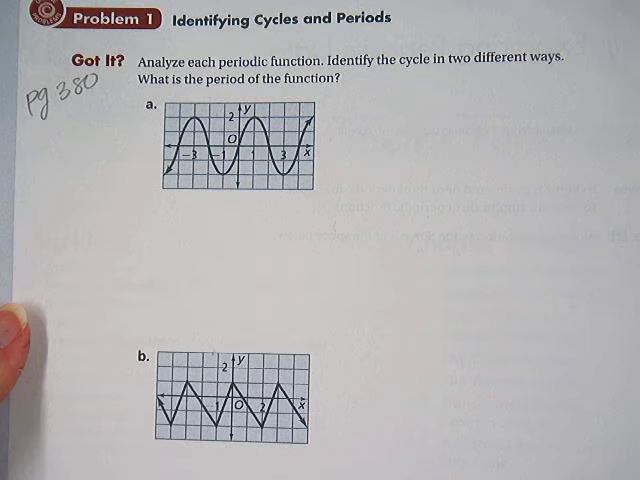 Problem 1 Identifying Cycles and Periods
Got It? Analyze each periodic function. Identify the cycle in two different ways.
What is the period of the function?
pg 380
a.
2 y
O
−3 −1 1 3 x
b.
2 y
−1 O 2 x